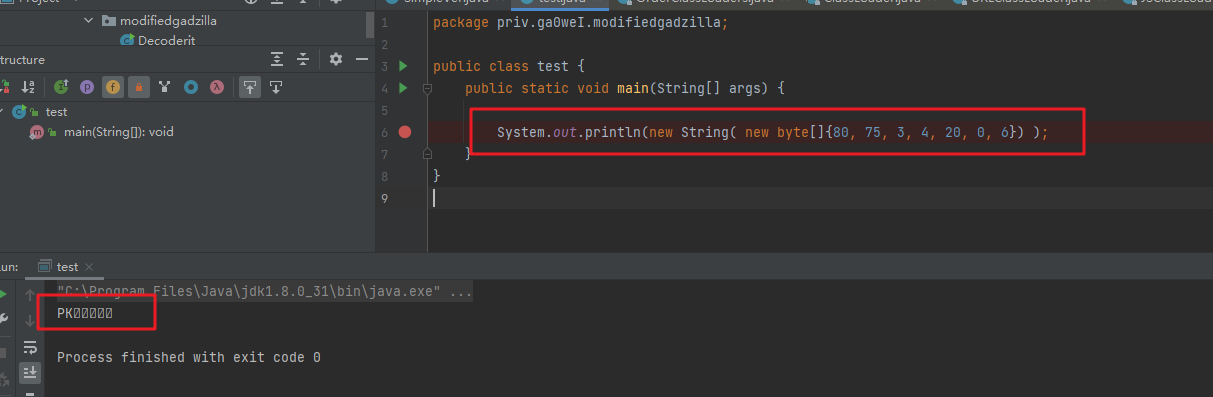 modifiedgadzilla
Decoderit
tructure
test
main(String[]): void
testjava
1 package priv.ga0weI.modifiedgadzilla;
2
3 public class test {
4 public static void main(String[] args) {
5
6 System.out.println(new String( new byte[]{80, 75, 3, 4, 20, 0, 6}) );
7 }
8 }
9
un: test ×
"C:\Program Files\Java\jdk1.8.0_31\bin\java.exe" ...
PK
Process finished with exit code 0